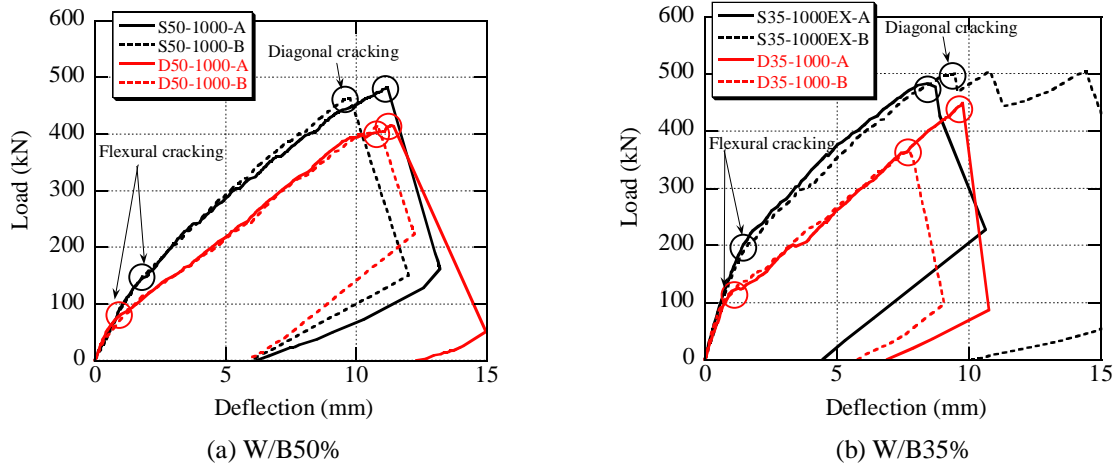 600
500
400
300
200
100
0
Load (kN)
S50-1000-A
S50-1000-B
D50-1000-A
D50-1000-B
Diagonal cracking
Flexural cracking
0 5 10 15
Deflection (mm)
(a) W/B50%
600
500
400
300
200
100
0
Load (kN)
S35-1000EX-A
S35-1000EX-B
D35-1000-A
D35-1000-B
Diagonal cracking
Flexural cracking
0 5 10 15
Deflection (mm)
(b) W/B35%